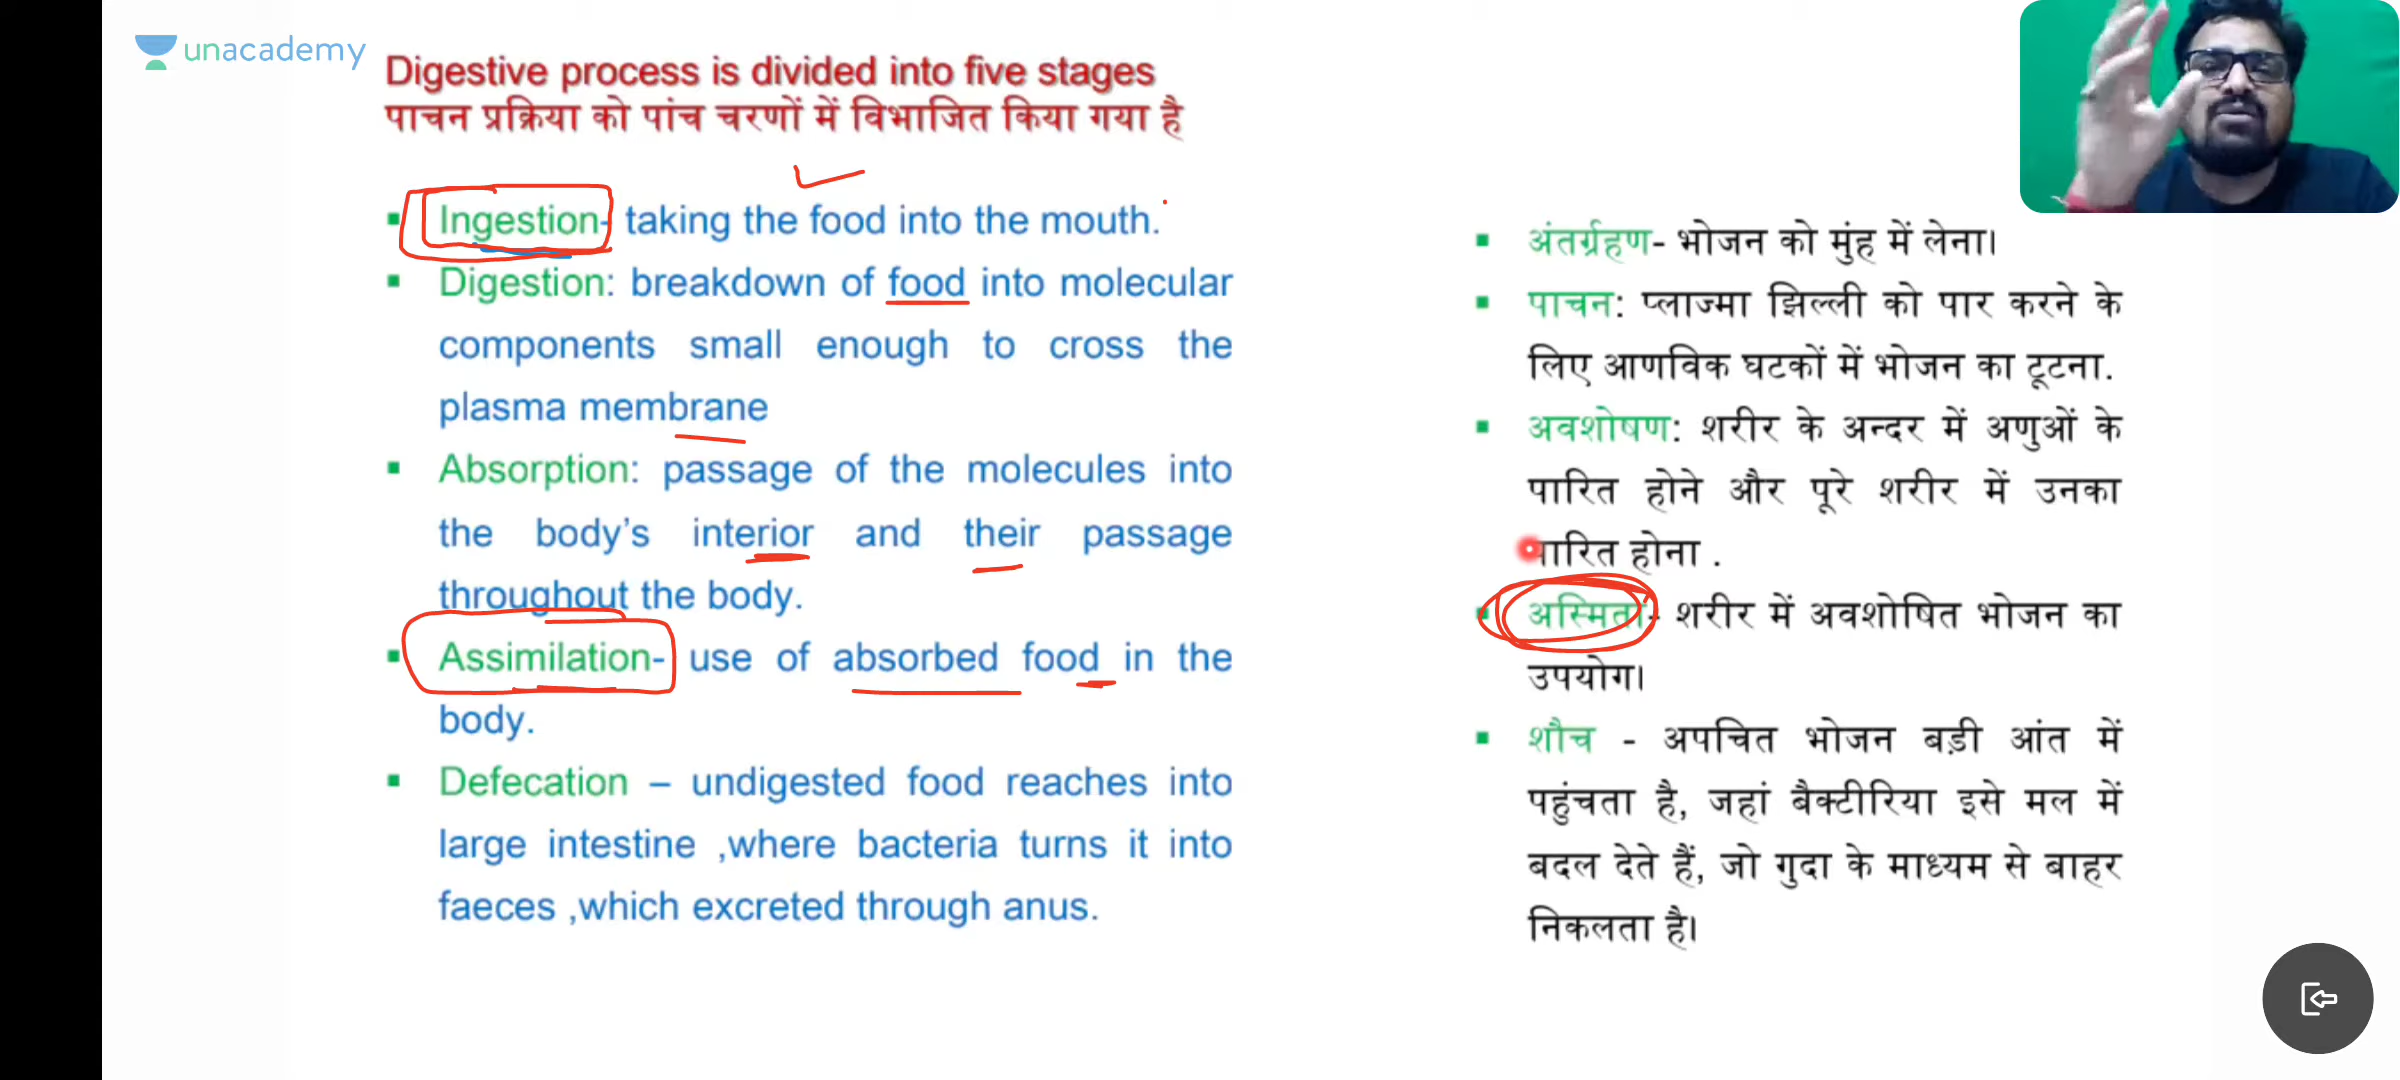 unacademy
Digestive process is divided into five stages
पाचन प्रक्रिया को पांच चरणों में विभाजित किया गया है
▪ Ingestion- taking the food into the mouth.
▪ Digestion: breakdown of food into molecular
components small enough to cross the
plasma membrane
▪ Absorption: passage of the molecules into
the body's interior and their passage
throughout the body.
▪ Assimilation- use of absorbed food in the
body.
▪ Defecation – undigested food reaches into
large intestine ,where bacteria turns it into
faeces ,which excreted through anus.
▪ अंतर्ग्रहण- भोजन को मुंह में लेना।
▪ पाचन: प्लाज्मा झिल्ली को पार करने के
लिए आणविक घटकों में भोजन का टूटना.
▪ अवशोषण: शरीर के अन्दर में अणुओं के
पारित होने और पूरे शरीर में उनका
पारित होना .
▪ अस्मिता- शरीर में अवशोषित भोजन का
उपयोग।
▪ शौच - अपचित भोजन बड़ी आंत में
पहुंचता है, जहां बैक्टीरिया इसे मल में
बदल देते हैं, जो गुदा के माध्यम से बाहर
निकलता है।